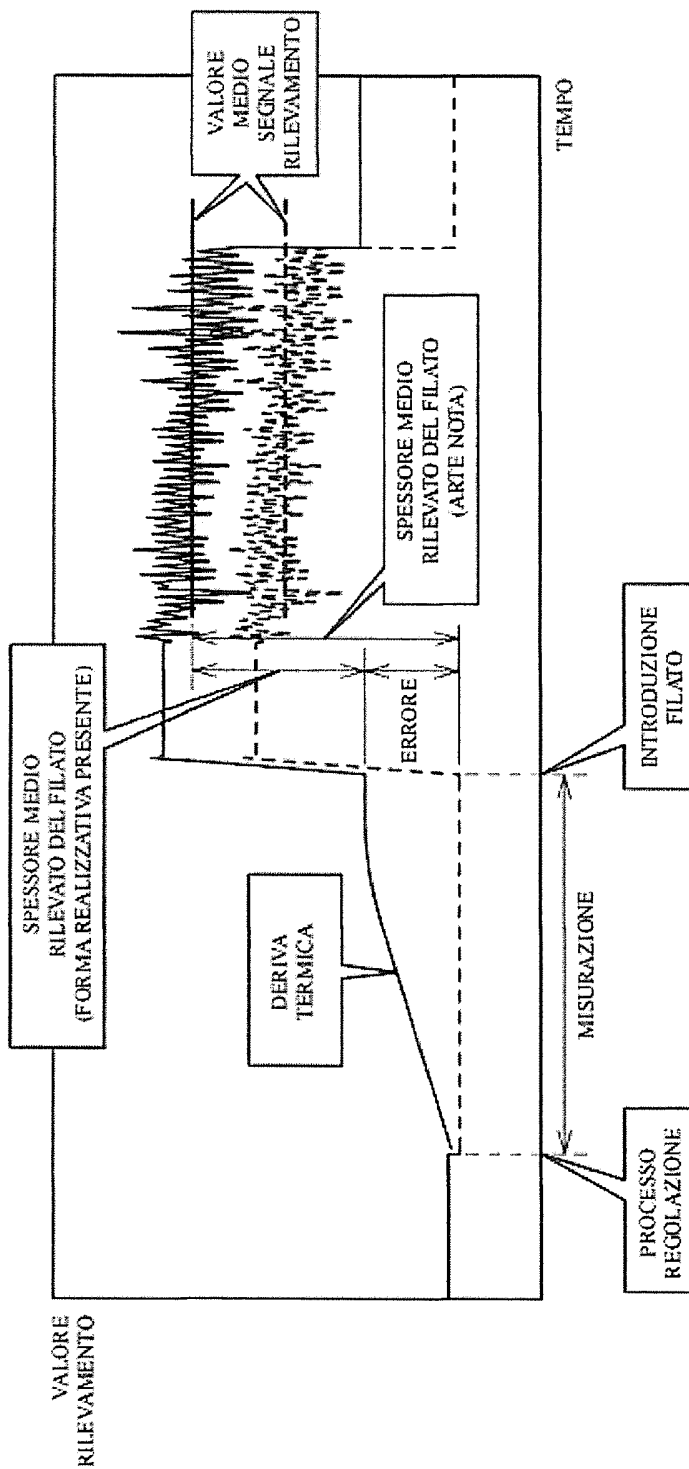 VALORE
RILEVAMENTO
SPESSORE MEDIO
RILEVATO DEL FILATO
(FORMA REALIZZATIVA PRESENTE)
VALORE
MEDIO
SEGNALE
RILEVAMENTO
DERIVA
TERMICA
ERRORE
SPESSORE MEDIO
RILEVATO DEL FILATO
(ARTE NOTA)
MISURAZIONE
TEMPO
PROCESSO
REGOLAZIONE
INTRODUZIONE
FILATO